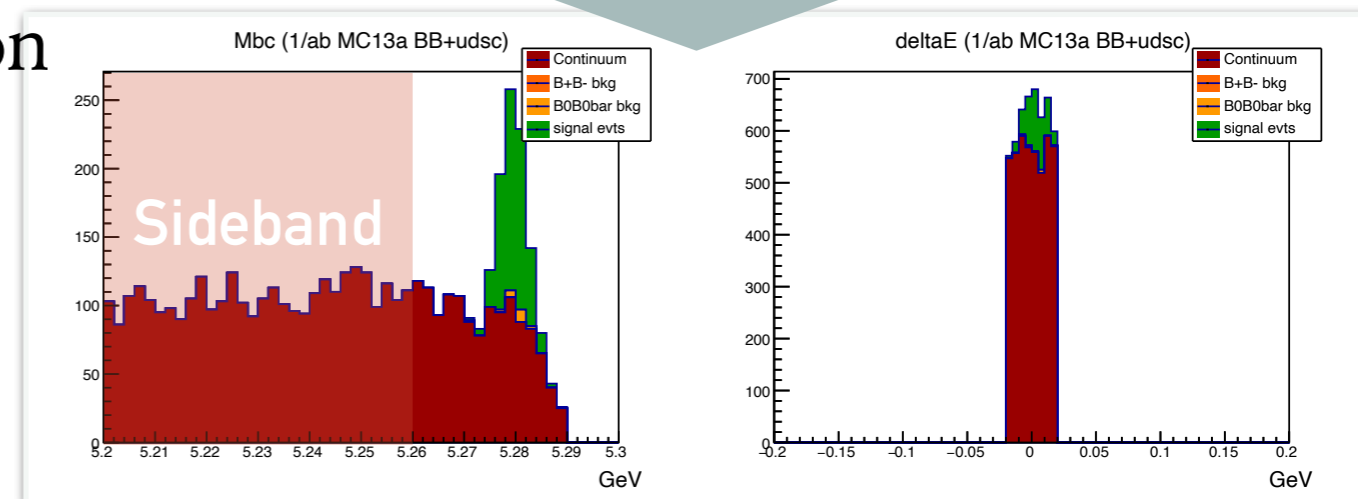 on
Mbc (1/ab MC13a BB+udsc)
Continuum
B+B- bkg
B0B0bar bkg
signal evts
250
200
150
100
50
0
Sideband
5.2 5.21 5.22 5.23 5.24 5.25 5.26 5.27 5.28 5.29 5.3
GeV
deltaE (1/ab MC13a BB+udsc)
Continuum
B+B- bkg
B0B0bar bkg
signal evts
700
600
500
400
300
200
100
0
−0.2 −0.15 −0.1 −0.05 0 0.05 0.1 0.15 0.2
GeV